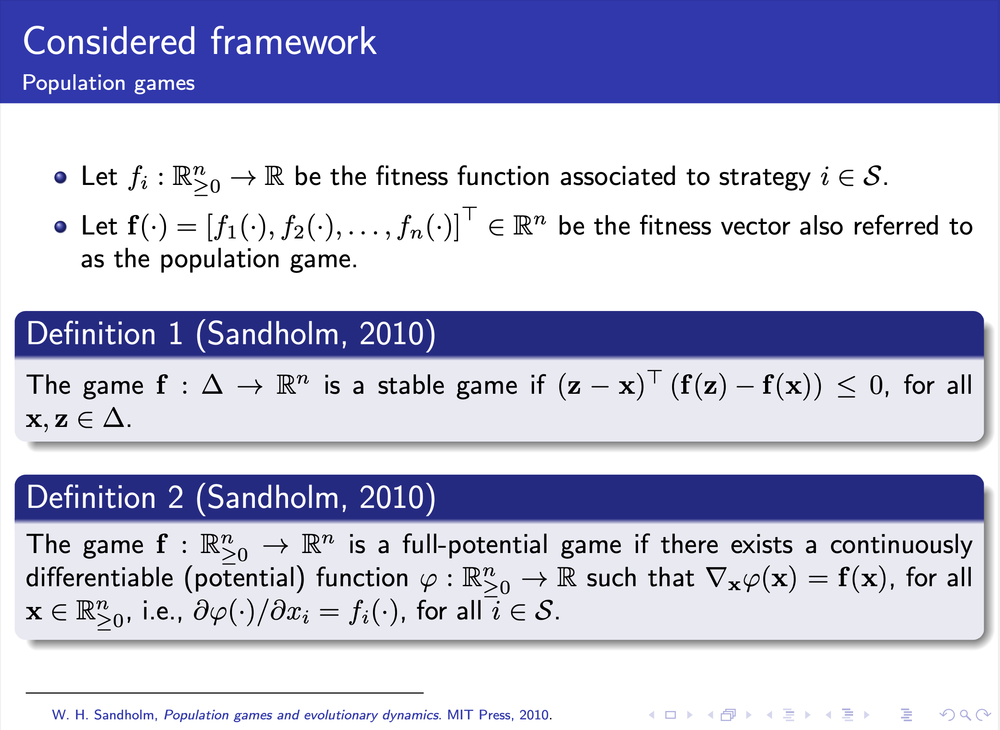 Considered framework
Population games
Let $f_i : \mathbb{R}^n_{\geq 0} \to \mathbb{R}$ be the fitness function associated to strategy $i \in \mathcal{S}$.
Let $\mathbf{f}(\cdot) = [f_1(\cdot), f_2(\cdot), \ldots, f_n(\cdot)]^\top \in \mathbb{R}^n$ be the fitness vector also referred to
as the population game.
Definition 1 (Sandholm, 2010)
The game $\mathbf{f} : \Delta \to \mathbb{R}^n$ is a stable game if $(\mathbf{z} - \mathbf{x})^\top (\mathbf{f}(\mathbf{z}) - \mathbf{f}(\mathbf{x})) \leq 0$, for all
$\mathbf{x}, \mathbf{z} \in \Delta$.
Definition 2 (Sandholm, 2010)
The game $\mathbf{f} : \mathbb{R}^n_{\geq 0} \to \mathbb{R}^n$ is a full-potential game if there exists a continuously
differentiable (potential) function $\varphi : \mathbb{R}^n_{\geq 0} \to \mathbb{R}$ such that $\nabla_{\mathbf{x}} \varphi(\mathbf{x}) = \mathbf{f}(\mathbf{x})$, for all
$\mathbf{x} \in \mathbb{R}^n_{\geq 0}$, i.e., $\partial \varphi(\cdot) / \partial x_i = f_i(\cdot)$, for all $i \in \mathcal{S}$.
W. H. Sandholm, Population games and evolutionary dynamics. MIT Press, 2010.